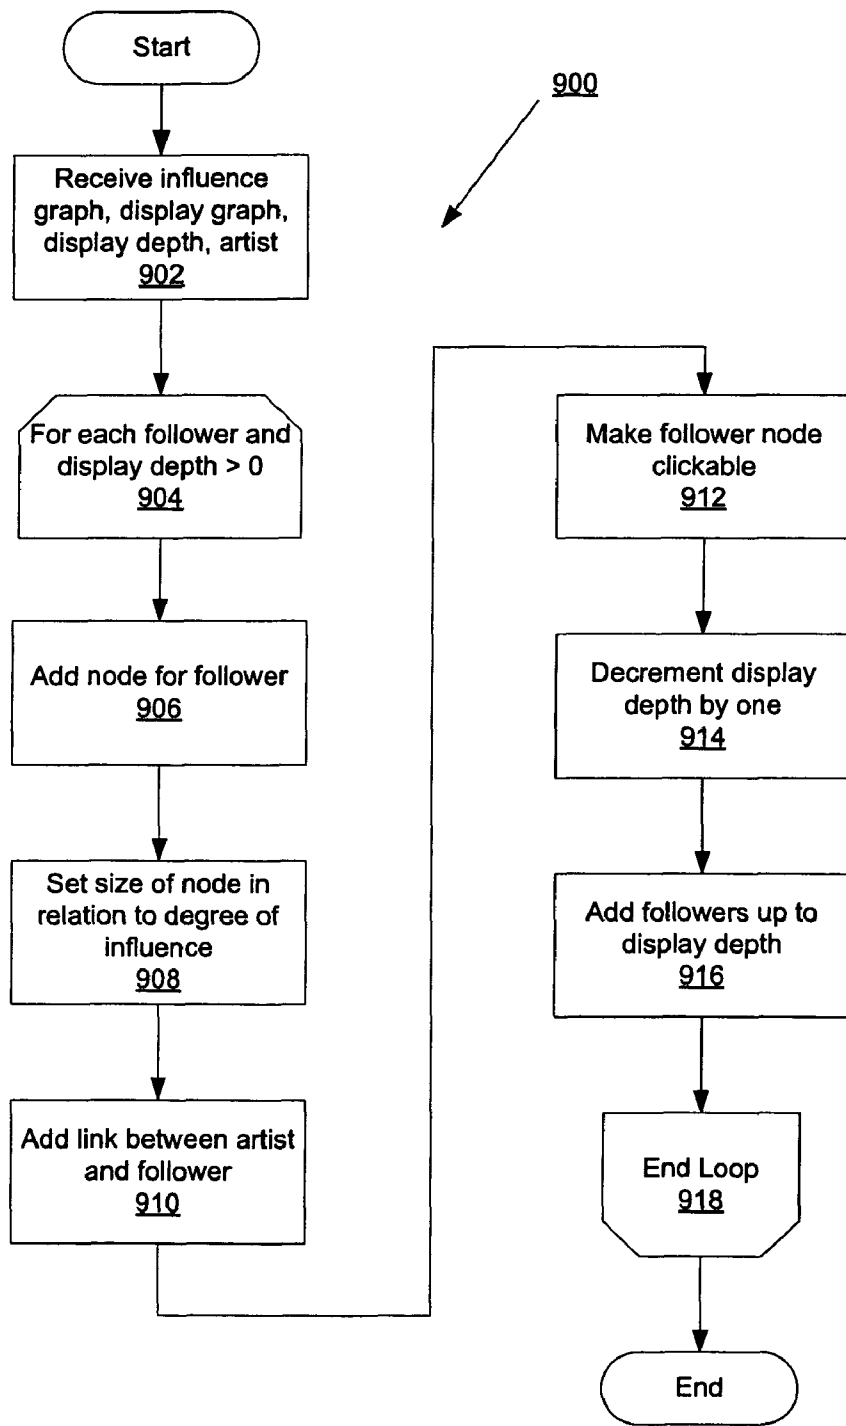 Start
900
Receive influence
graph, display graph,
display depth, artist
902
For each follower and
display depth > 0
904
Add node for follower
906
Set size of node in
relation to degree of
influence
908
Add link between artist
and follower
910
Make follower node
clickable
912
Decrement display
depth by one
914
Add followers up to
display depth
916
End Loop
918
End